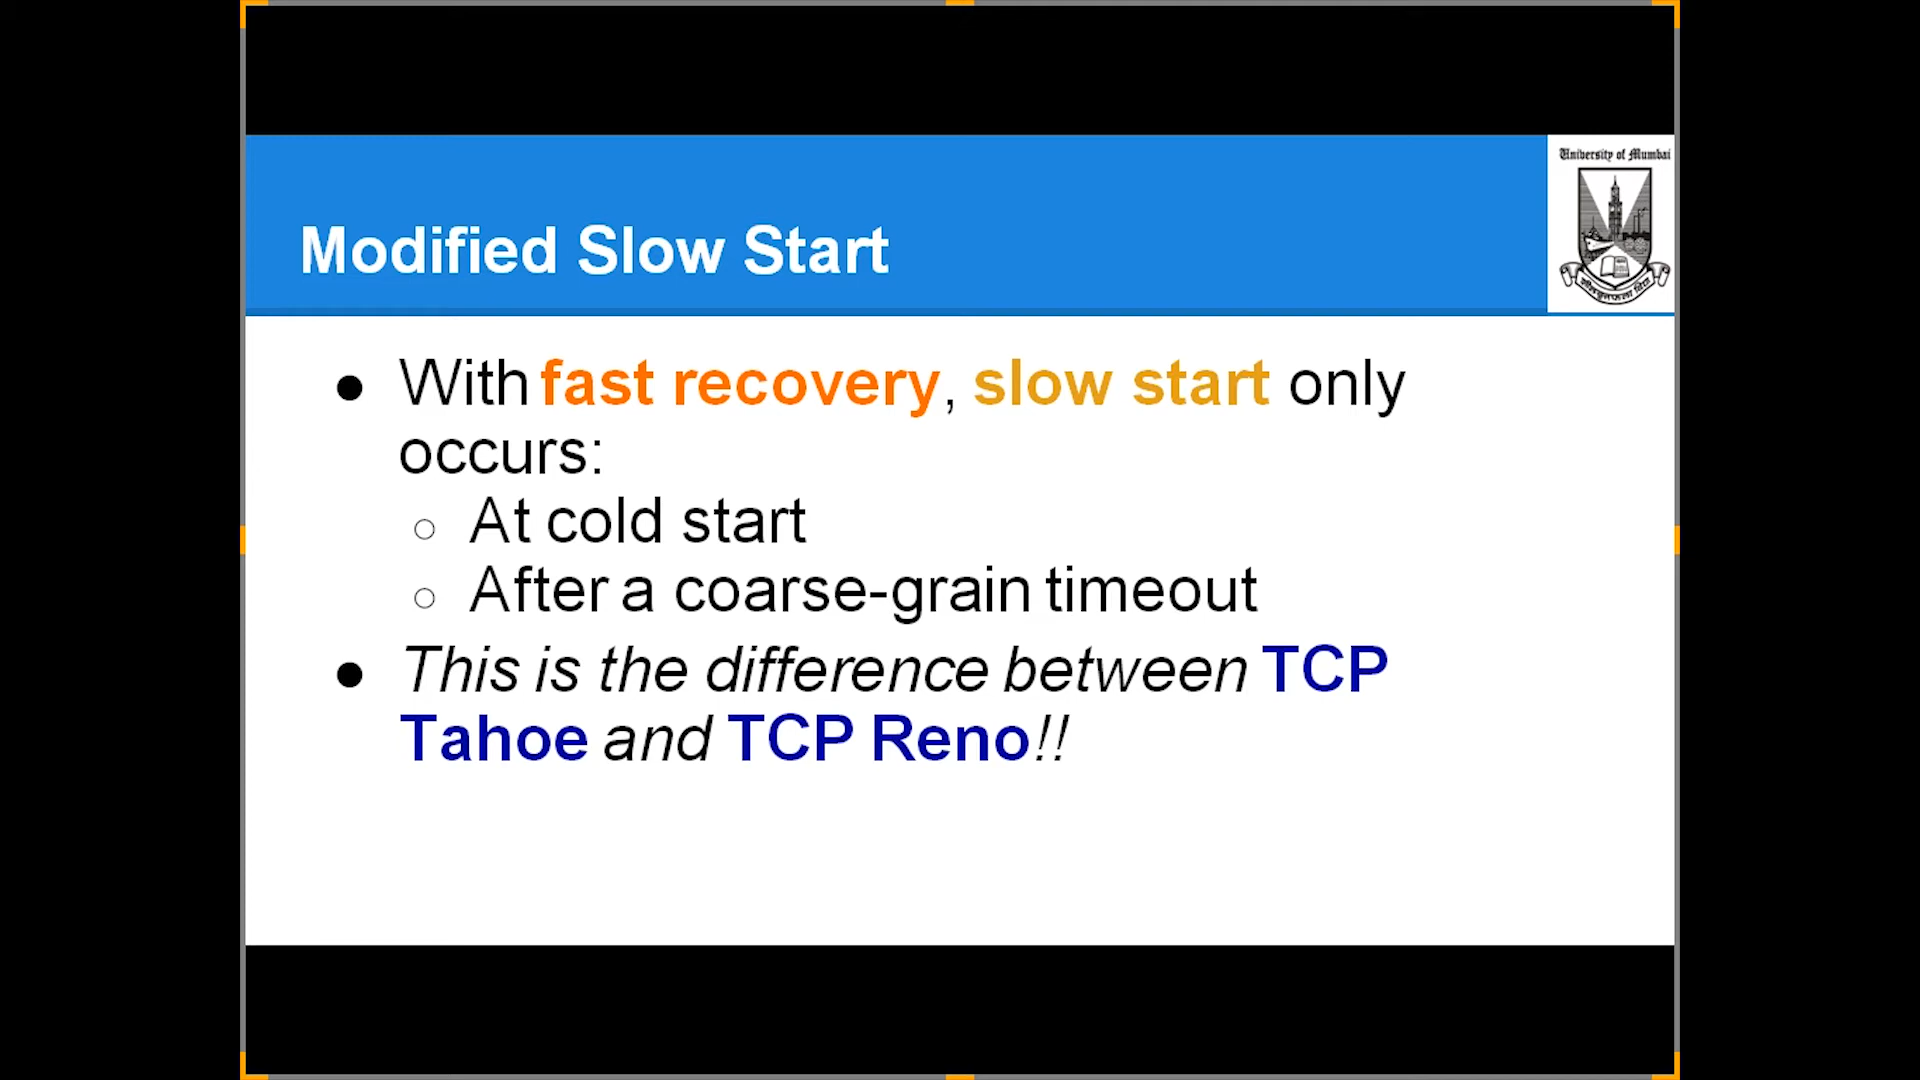 University of Mumbai
Modified Slow Start
● With fast recovery, slow start only
occurs:
○ At cold start
○ After a coarse-grain timeout
● This is the difference between TCP
Tahoe and TCP Reno!!